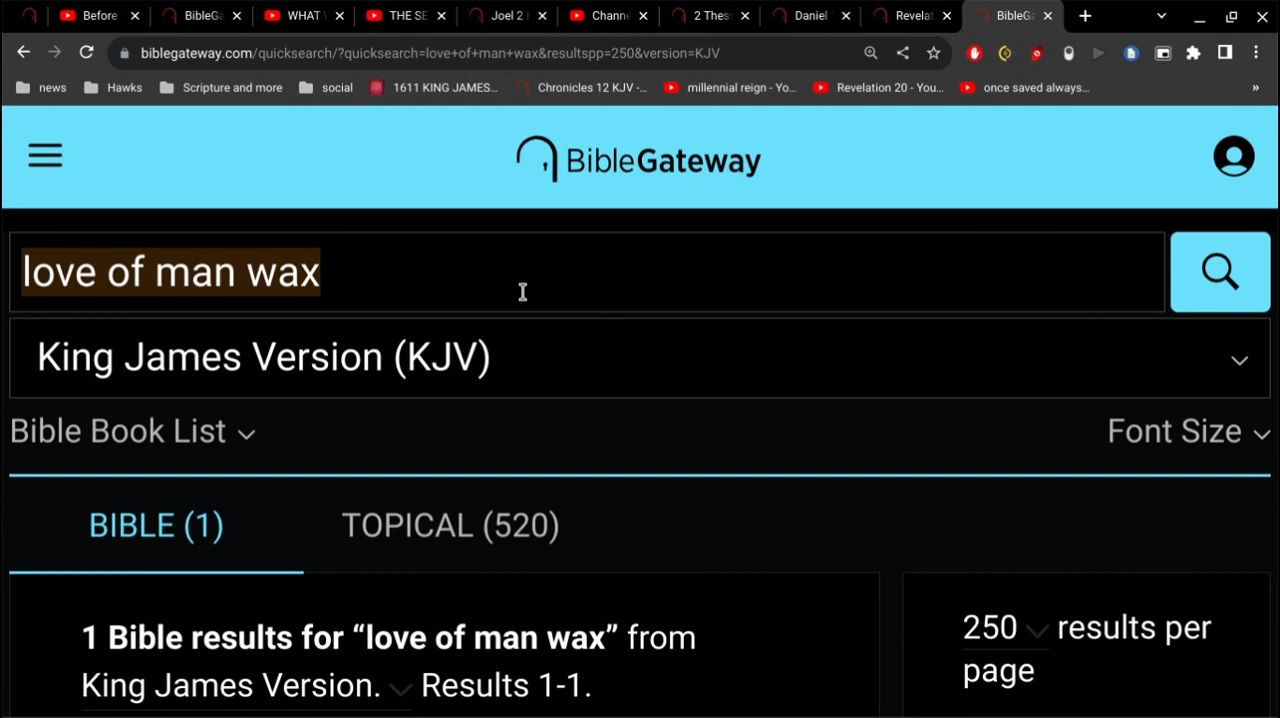 Before
BibleGa
WHAT
THE SE
Joel 2
Channe
2 Thess
Daniel
Revelat
BibleGa
biblegateway.com/quicksearch/?quicksearch=love+of+man+wax&resultspp=250&version=KJV
news
Hawks
Scripture and more
social
1611 KING JAMES...
Chronicles 12 KJV -...
millennial reign - Yo...
Revelation 20 - You...
once saved always...
»
BibleGateway
love of man wax
King James Version (KJV)
Bible Book List
Font Size
BIBLE (1)
TOPICAL (520)
1 Bible results for “love of man wax” from
King James Version. Results 1-1.
250 results per
page